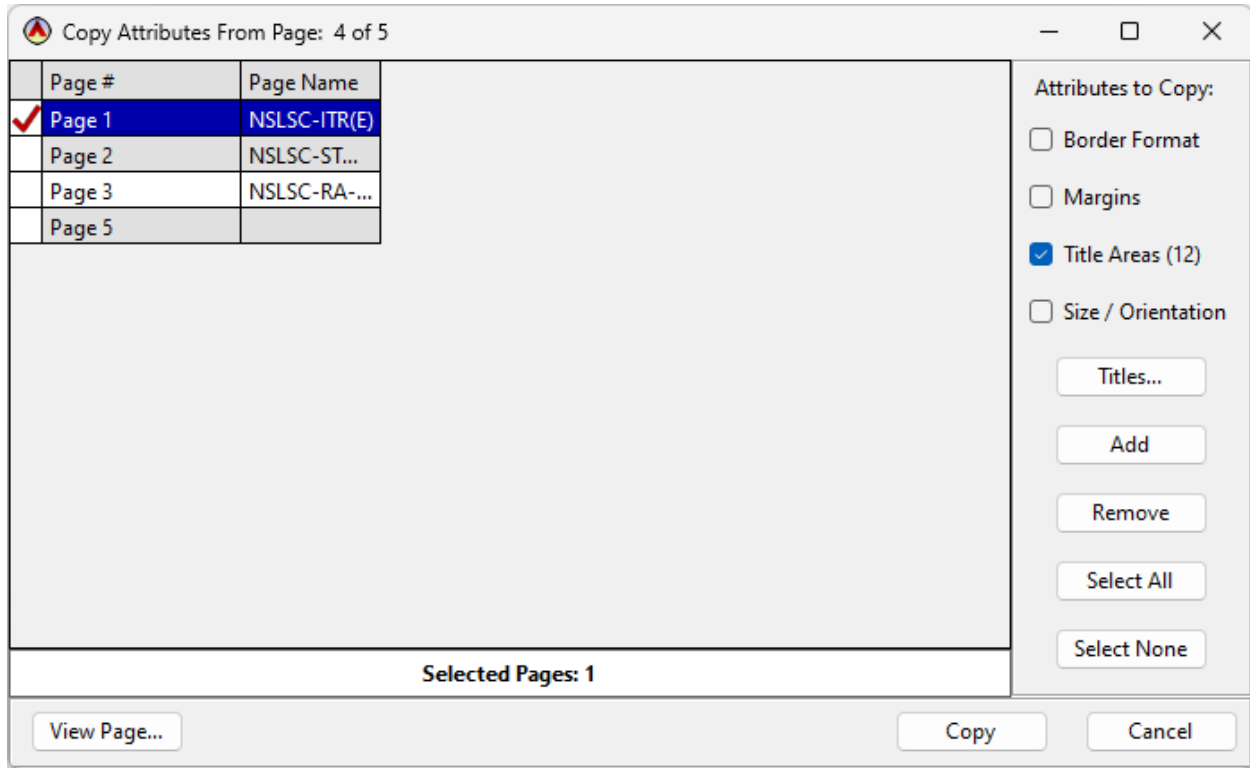 Copy Attributes From Page: 4 of 5
Page # Page Name
Page 1 NSLSC-ITR(E)
Page 2 NSLSC-ST...
Page 3 NSLSC-RA-...
Page 5
Selected Pages: 1
Attributes to Copy:
Border Format
Margins
Title Areas (12)
Size / Orientation
Titles...
Add
Remove
Select All
Select None
View Page...
Copy
Cancel